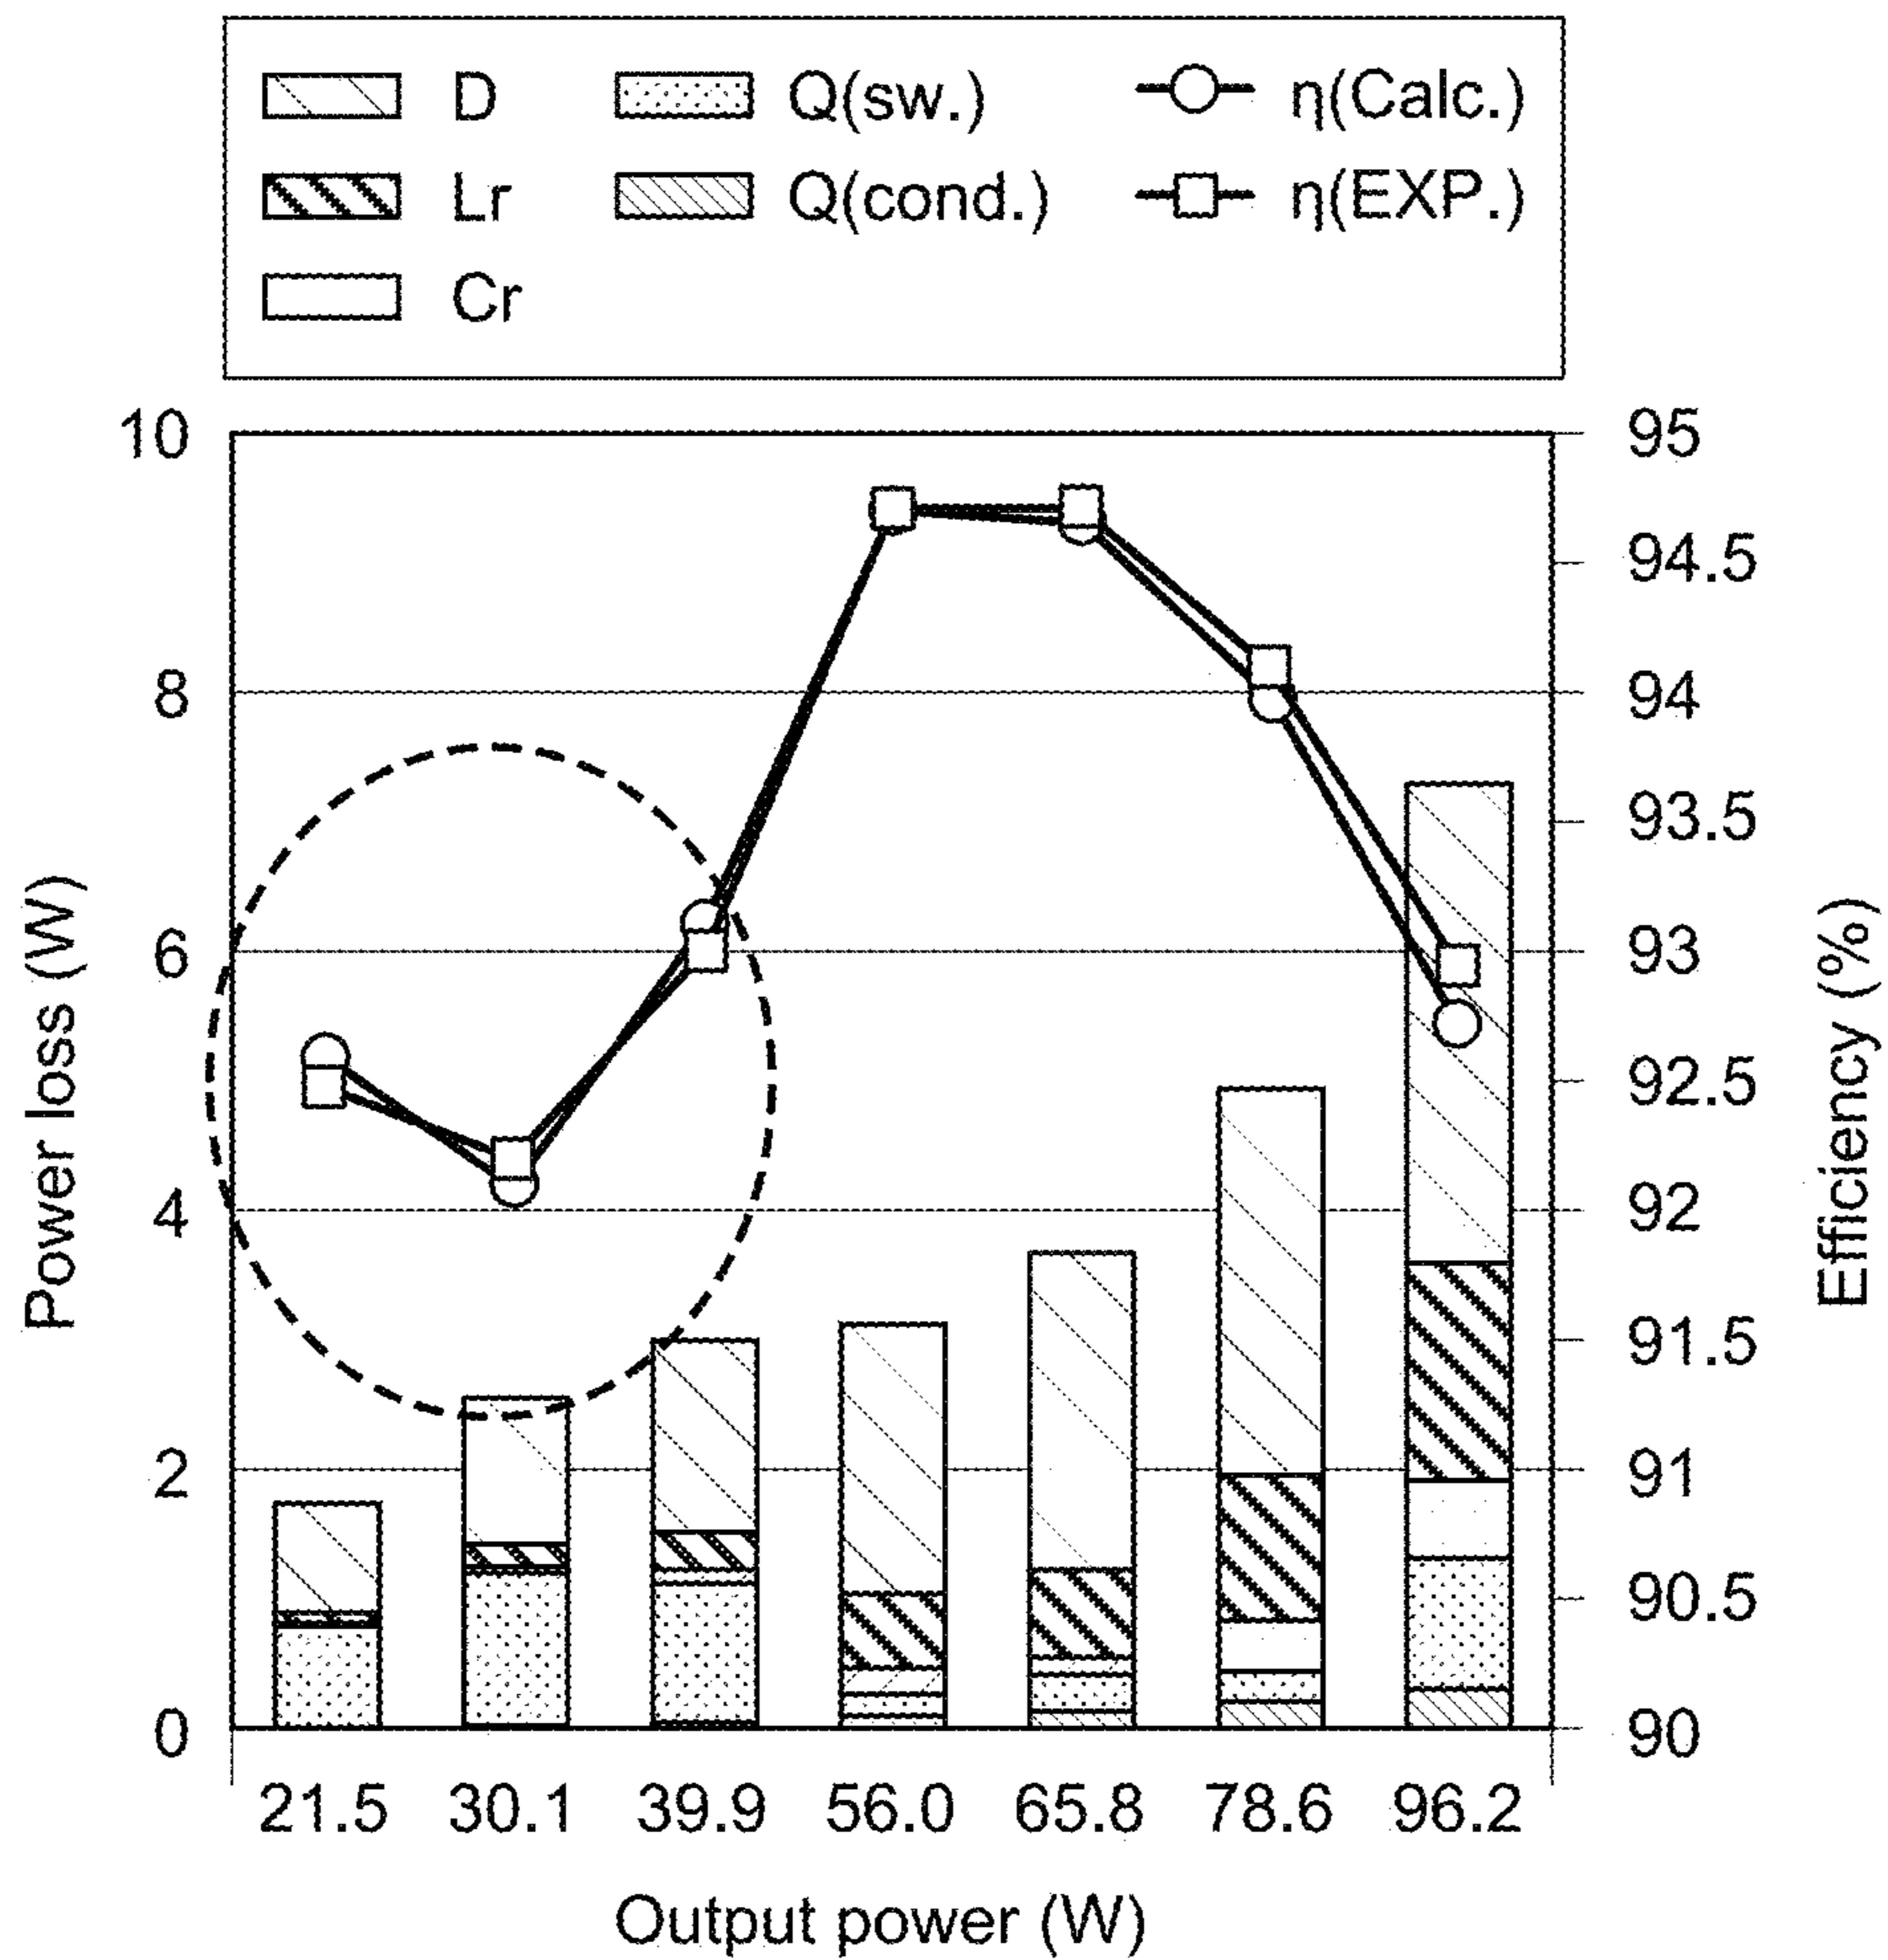 D Q(sw.) η(Calc.)
Lr Q(cond.) η(EXP.)
Cr
10 95
94.5
8 94
93.5
6 93
92.5
4 92
91.5
2 91
90.5
0 90
Power loss (W)
Efficiency (%)
21.5 30.1 39.9 56.0 65.8 78.6 96.2
Output power (W)